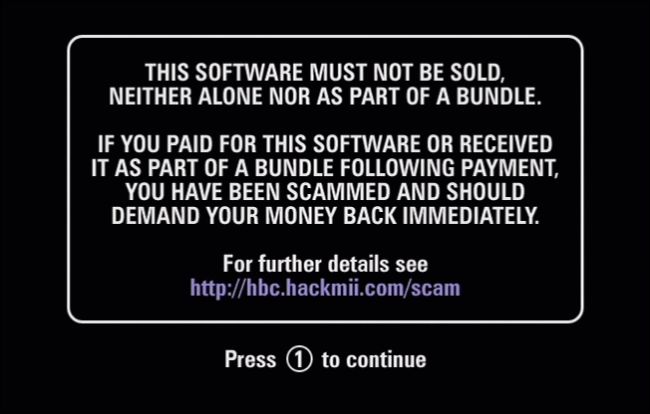 THIS SOFTWARE MUST NOT BE SOLD,
NEITHER ALONE NOR AS PART OF A BUNDLE.
IF YOU PAID FOR THIS SOFTWARE OR RECEIVED
IT AS PART OF A BUNDLE FOLLOWING PAYMENT,
YOU HAVE BEEN SCAMMED AND SHOULD
DEMAND YOUR MONEY BACK IMMEDIATELY.
For further details see
http://hbc.hackmii.com/scam
Press ① to continue